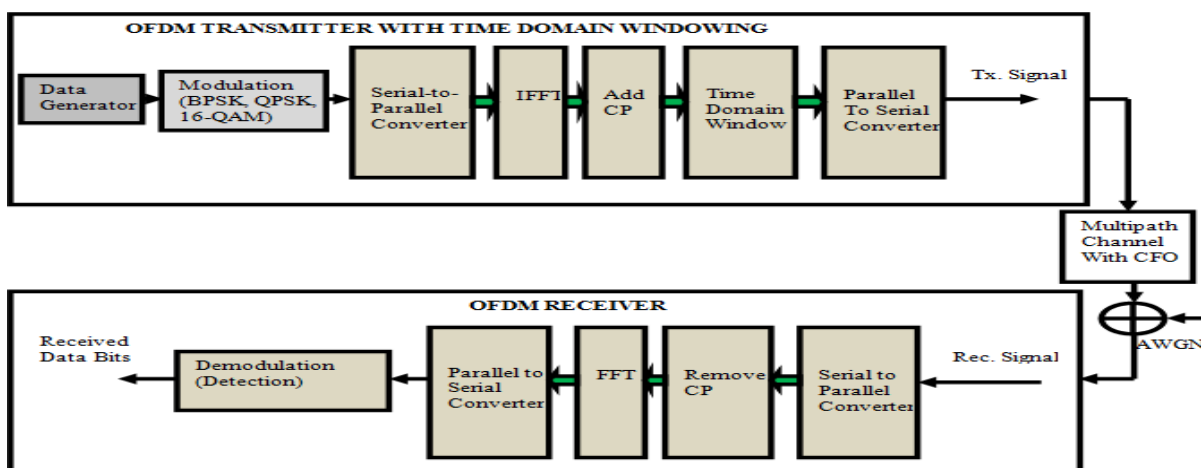 OFDM TRANSMITTER WITH TIME DOMAIN WINDOWING
Data
Generator
Modulation
(BPSK, QPSK,
16-QAM)
Serial-to-
Parallel
Converter
IFFT
Add
CP
Time
Domain
Window
Parallel
To Serial
Converter
Tx. Signal
Multipath
Channel
With CFO
AWGN
OFDM RECEIVER
Rec. Signal
Serial to
Parallel
Converter
Remove
CP
FFT
Parallel to
Serial
Converter
Demodulation
(Detection)
Received
Data Bits